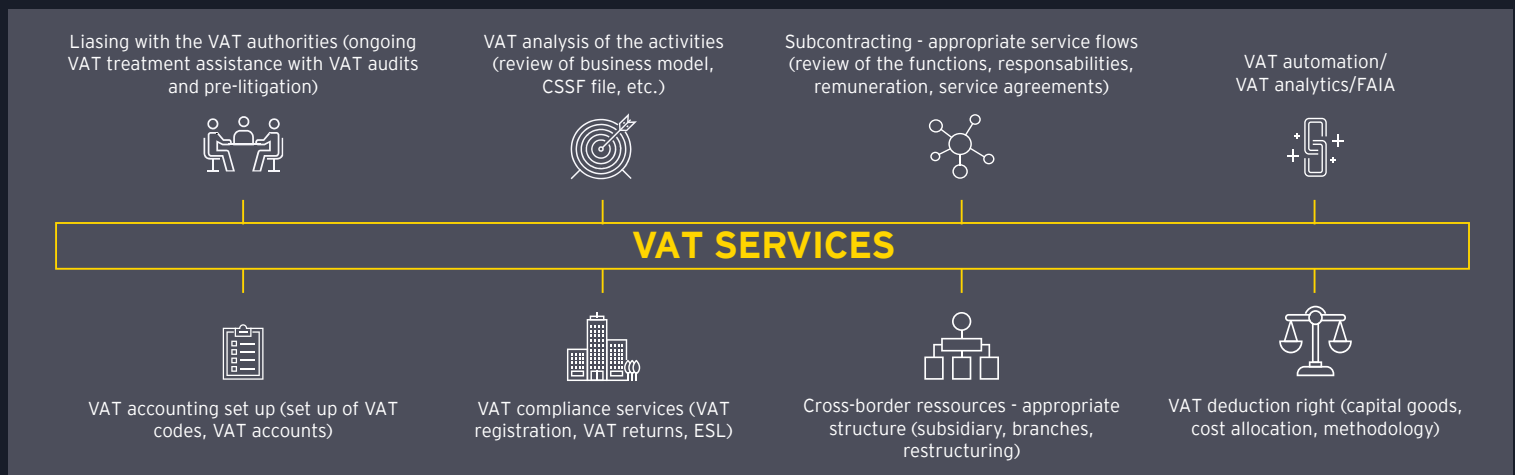 Liasing with the VAT authorities (ongoing
VAT treatment assistance with VAT audits
and pre-litigation)
VAT analysis of the activities
(review of business model,
CSSF file, etc.)
Subcontracting - appropriate service flows
(review of the functions, responsabilities,
remuneration, service agreements)
VAT automation/
VAT analytics/FAIA
VAT SERVICES
VAT accounting set up (set up of VAT
codes, VAT accounts)
VAT compliance services (VAT
registration, VAT returns, ESL)
Cross-border ressources - appropriate
structure (subsidiary, branches,
restructuring)
VAT deduction right (capital goods,
cost allocation, methodology)